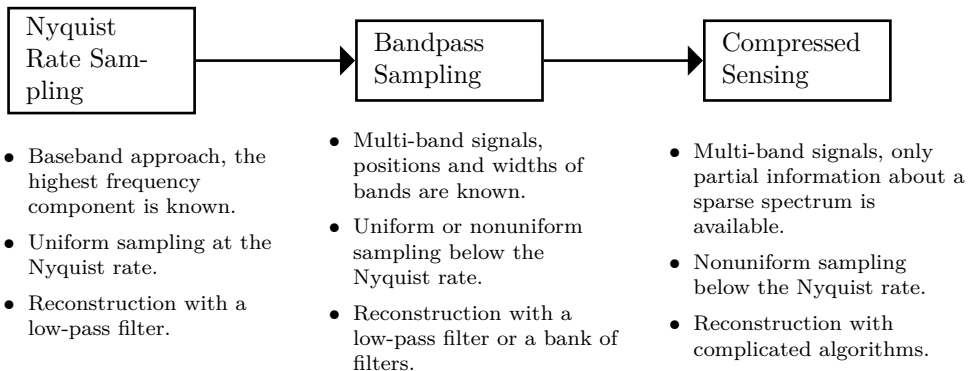 Nyquist
Rate Sam-
pling
Bandpass
Sampling
Compressed
Sensing
• Baseband approach, the
highest frequency
component is known.
• Uniform sampling at the
Nyquist rate.
• Reconstruction with a
low-pass filter.
• Multi-band signals,
positions and widths of
bands are known.
• Uniform or nonuniform
sampling below the
Nyquist rate.
• Reconstruction with a
low-pass filter or a bank of
filters.
• Multi-band signals, only
partial information about a
sparse spectrum is
available.
• Nonuniform sampling
below the Nyquist rate.
• Reconstruction with
complicated algorithms.